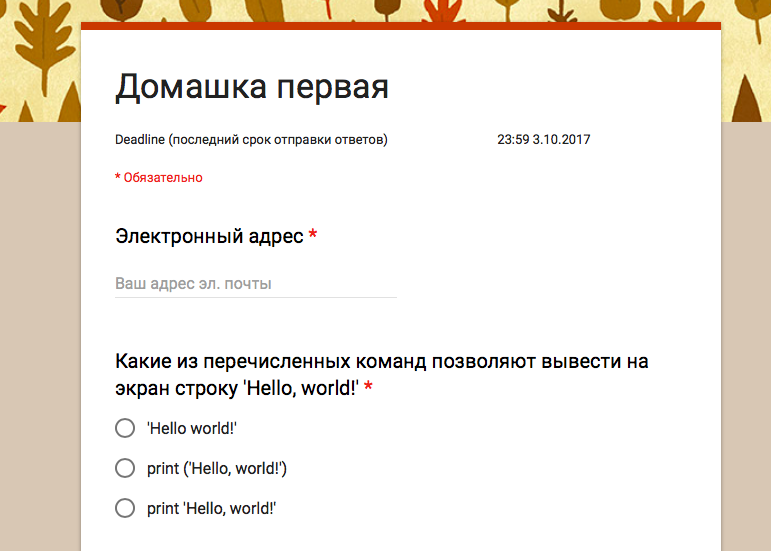 Домашка первая
Deadline (последний срок отправки ответов) 23:59 3.10.2017
* Обязательно
Электронный адрес *
Ваш адрес эл. почты
Какие из перечисленных команд позволяют вывести на
экран строку 'Hello, world!' *
'Hello world!'
print ('Hello, world!')
print 'Hello, world!'